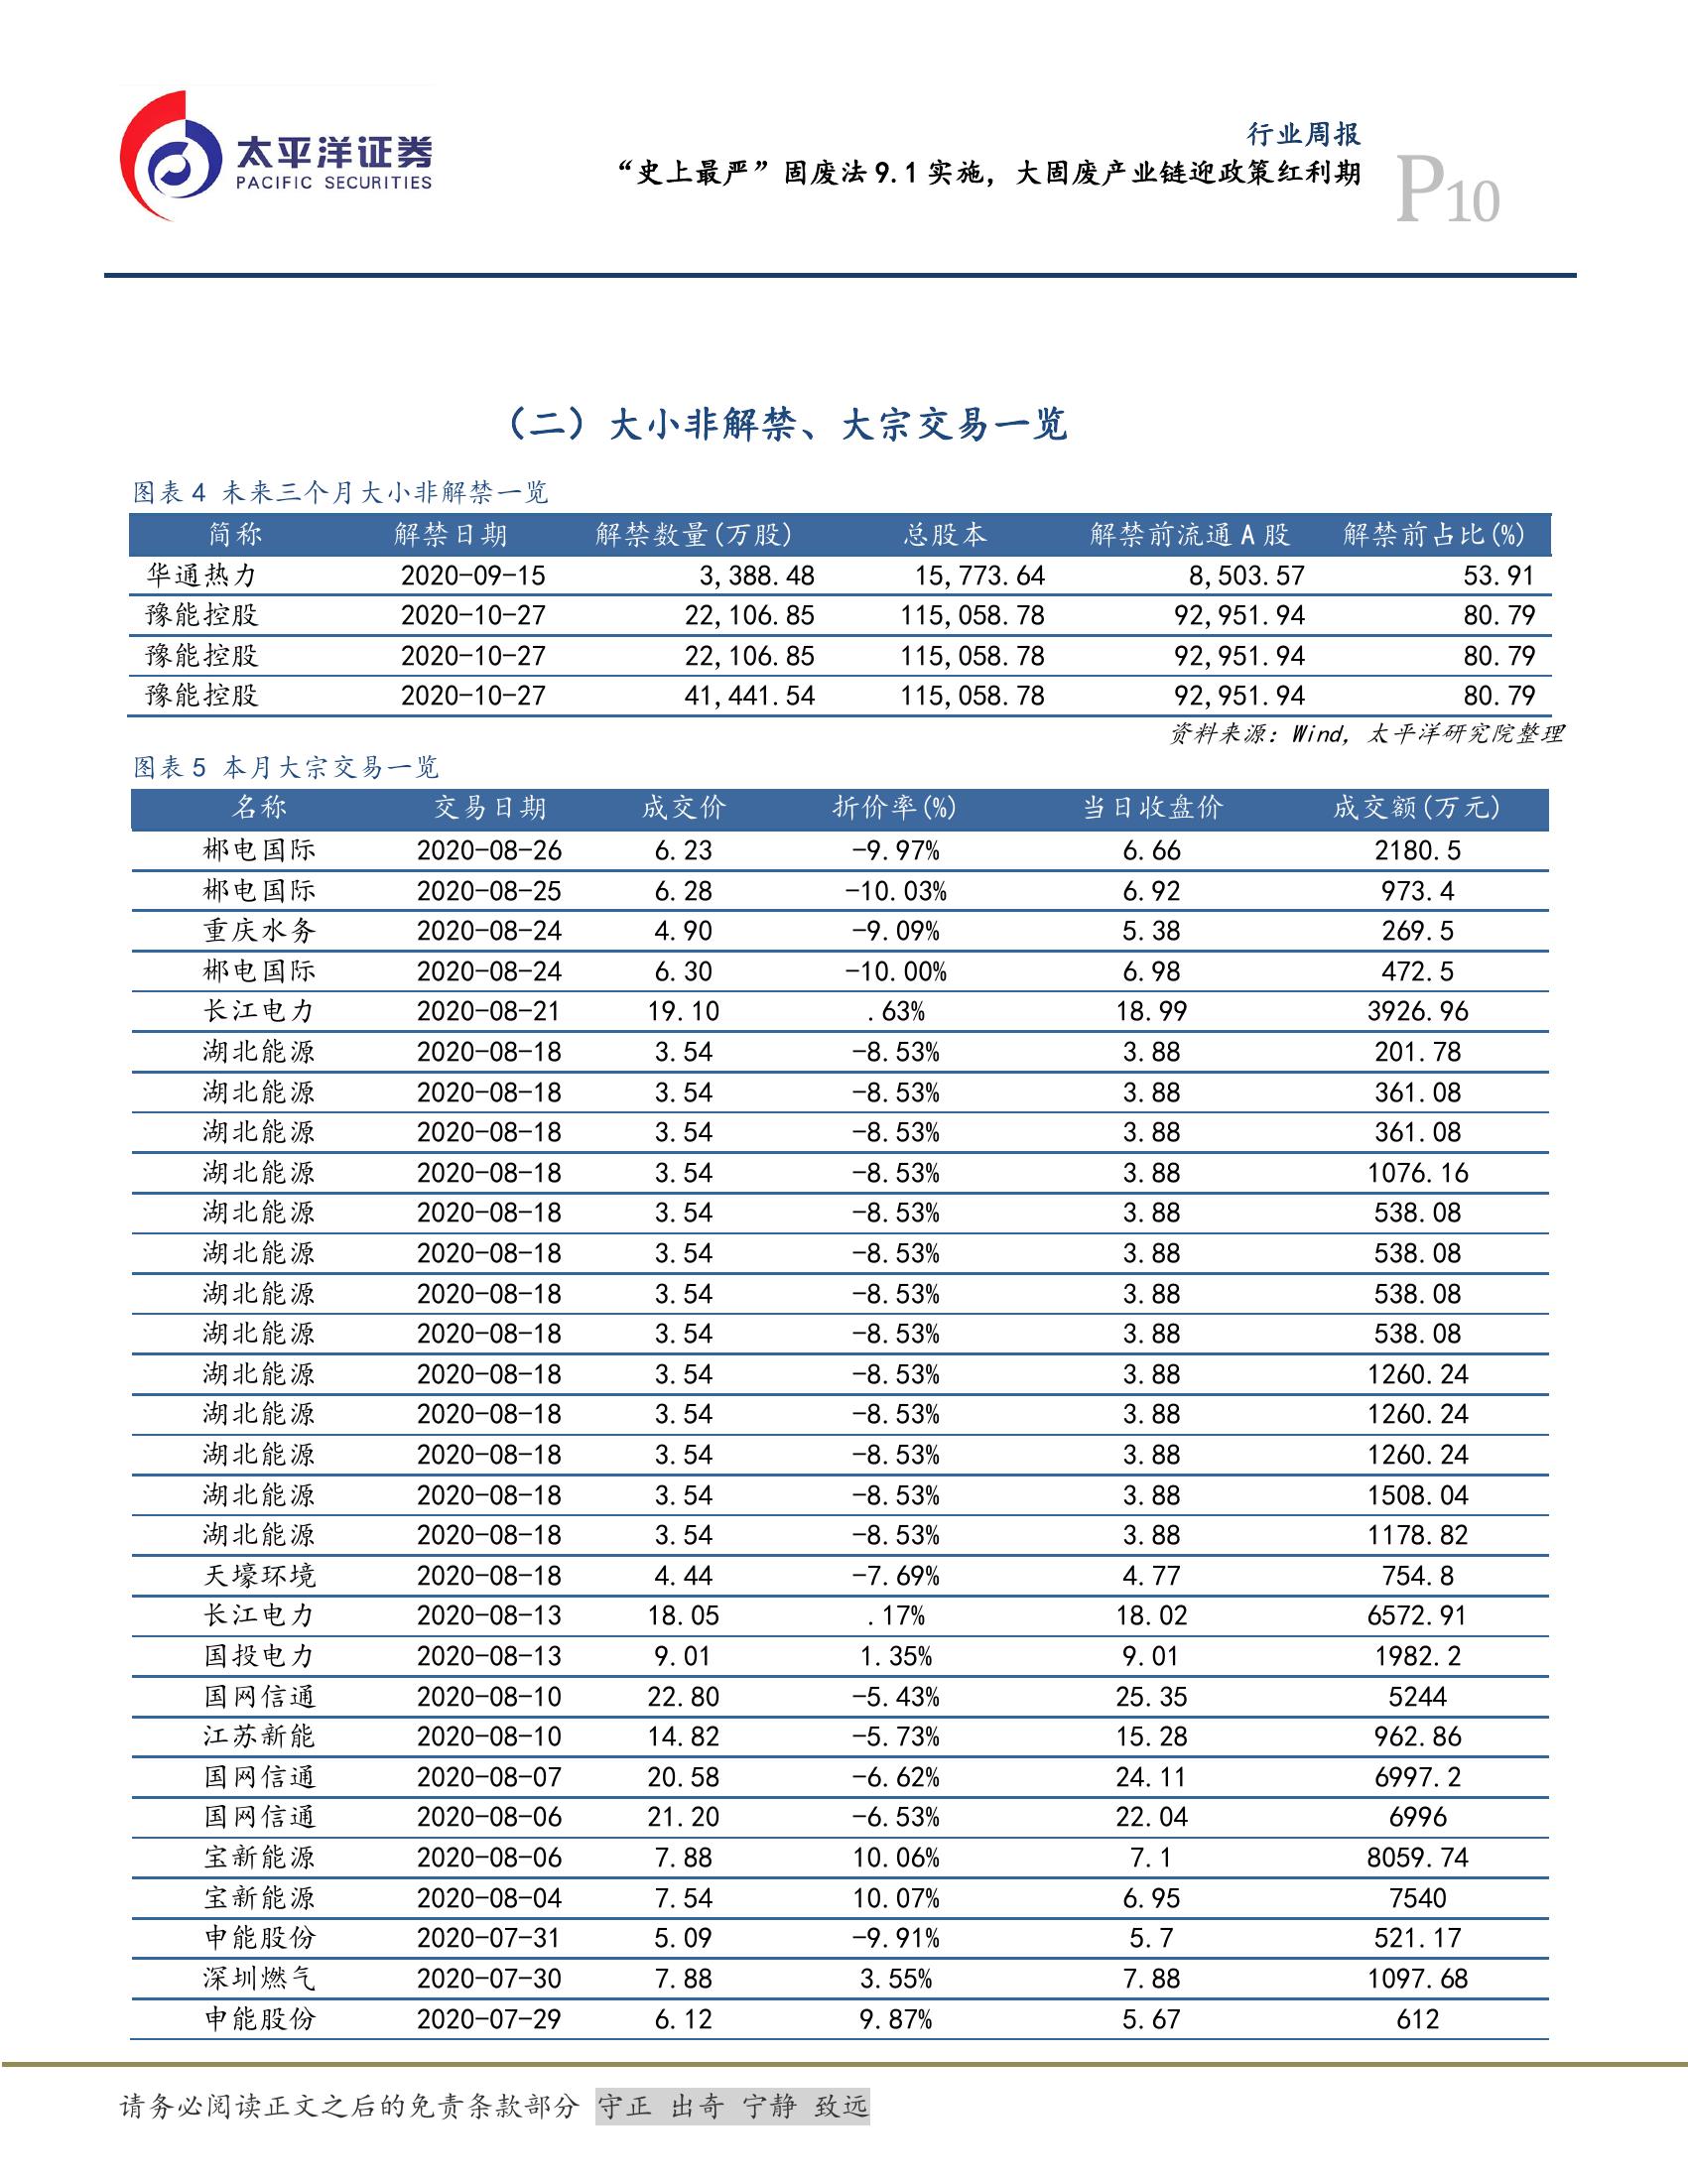 太平洋证券
PACIFIC SECURITIES
行业周报
“史上最严”固废法 9.1 实施，大固废产业链迎政策红利期
P10
（二）大小非解禁、大宗交易一览
图表 4 未来三个月大小非解禁一览
简称 解禁日期 解禁数量(万股) 总股本 解禁前流通 A 股 解禁前占比(%)
华通热力 2020-09-15 3,388.48 15,773.64 8,503.57 53.91
豫能控股 2020-10-27 22,106.85 115,058.78 92,951.94 80.79
豫能控股 2020-10-27 22,106.85 115,058.78 92,951.94 80.79
豫能控股 2020-10-27 41,441.54 115,058.78 92,951.94 80.79
资料来源：Wind，太平洋研究院整理
图表 5 本月大宗交易一览
名称 交易日期 成交价 折价率(%) 当日收盘价 成交额(万元)
郴电国际 2020-08-26 6.23 -9.97% 6.66 2180.5
郴电国际 2020-08-25 6.28 -10.03% 6.92 973.4
重庆水务 2020-08-24 4.90 -9.09% 5.38 269.5
郴电国际 2020-08-24 6.30 -10.00% 6.98 472.5
长江电力 2020-08-21 19.10 .63% 18.99 3926.96
湖北能源 2020-08-18 3.54 -8.53% 3.88 201.78
湖北能源 2020-08-18 3.54 -8.53% 3.88 361.08
湖北能源 2020-08-18 3.54 -8.53% 3.88 361.08
湖北能源 2020-08-18 3.54 -8.53% 3.88 1076.16
湖北能源 2020-08-18 3.54 -8.53% 3.88 538.08
湖北能源 2020-08-18 3.54 -8.53% 3.88 538.08
湖北能源 2020-08-18 3.54 -8.53% 3.88 538.08
湖北能源 2020-08-18 3.54 -8.53% 3.88 538.08
湖北能源 2020-08-18 3.54 -8.53% 3.88 1260.24
湖北能源 2020-08-18 3.54 -8.53% 3.88 1260.24
湖北能源 2020-08-18 3.54 -8.53% 3.88 1260.24
湖北能源 2020-08-18 3.54 -8.53% 3.88 1508.04
湖北能源 2020-08-18 3.54 -8.53% 3.88 1178.82
天壕环境 2020-08-18 4.44 -7.69% 4.77 754.8
长江电力 2020-08-13 18.05 .17% 18.02 6572.91
国投电力 2020-08-13 9.01 1.35% 9.01 1982.2
国网信通 2020-08-10 22.80 -5.43% 25.35 5244
江苏新能 2020-08-10 14.82 -5.73% 15.28 962.86
国网信通 2020-08-07 20.58 -6.62% 24.11 6997.2
国网信通 2020-08-06 21.20 -6.53% 22.04 6996
宝新能源 2020-08-06 7.88 10.06% 7.1 8059.74
宝新能源 2020-08-04 7.54 10.07% 6.95 7540
申能股份 2020-07-31 5.09 -9.91% 5.7 521.17
深圳燃气 2020-07-30 7.88 3.55% 7.88 1097.68
申能股份 2020-07-29 6.12 9.87% 5.67 612
请务必阅读正文之后的免责条款部分 守正 出奇 宁静 致远